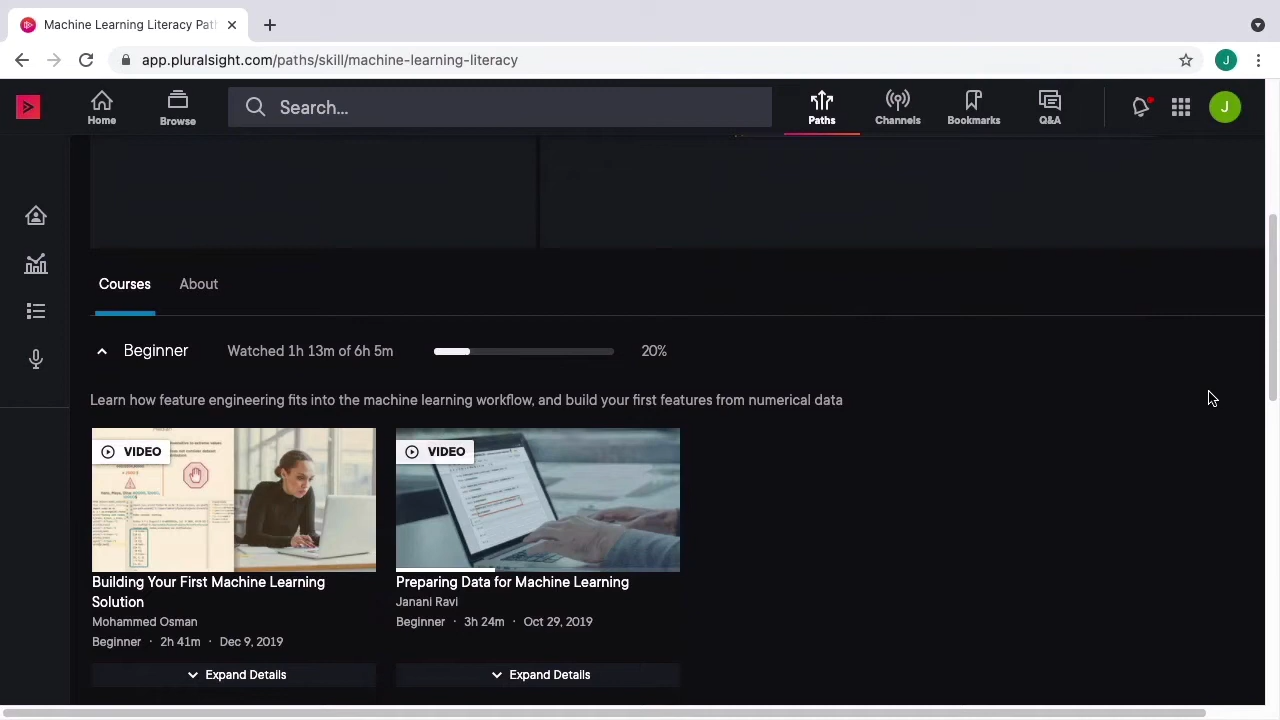 Machine Learning Literacy Pat
app.pluralsight.com/paths/skill/machine-learning-literacy
J
Home
Browse
Search...
Paths
Channels
Bookmarks
Q&A
J
Courses
About
Beginner
Watched 1h 13m of 6h 5m
20%
Learn how feature engineering fits into the machine learning workflow, and build your first features from numerical data
VIDEO
VIDEO
Building Your First Machine Learning
Solution
Mohammed Osman
Beginner · 2h 41m · Dec 9, 2019
Expand Details
Preparing Data for Machine Learning
Janani Ravi
Beginner · 3h 24m · Oct 29, 2019
Expand Details